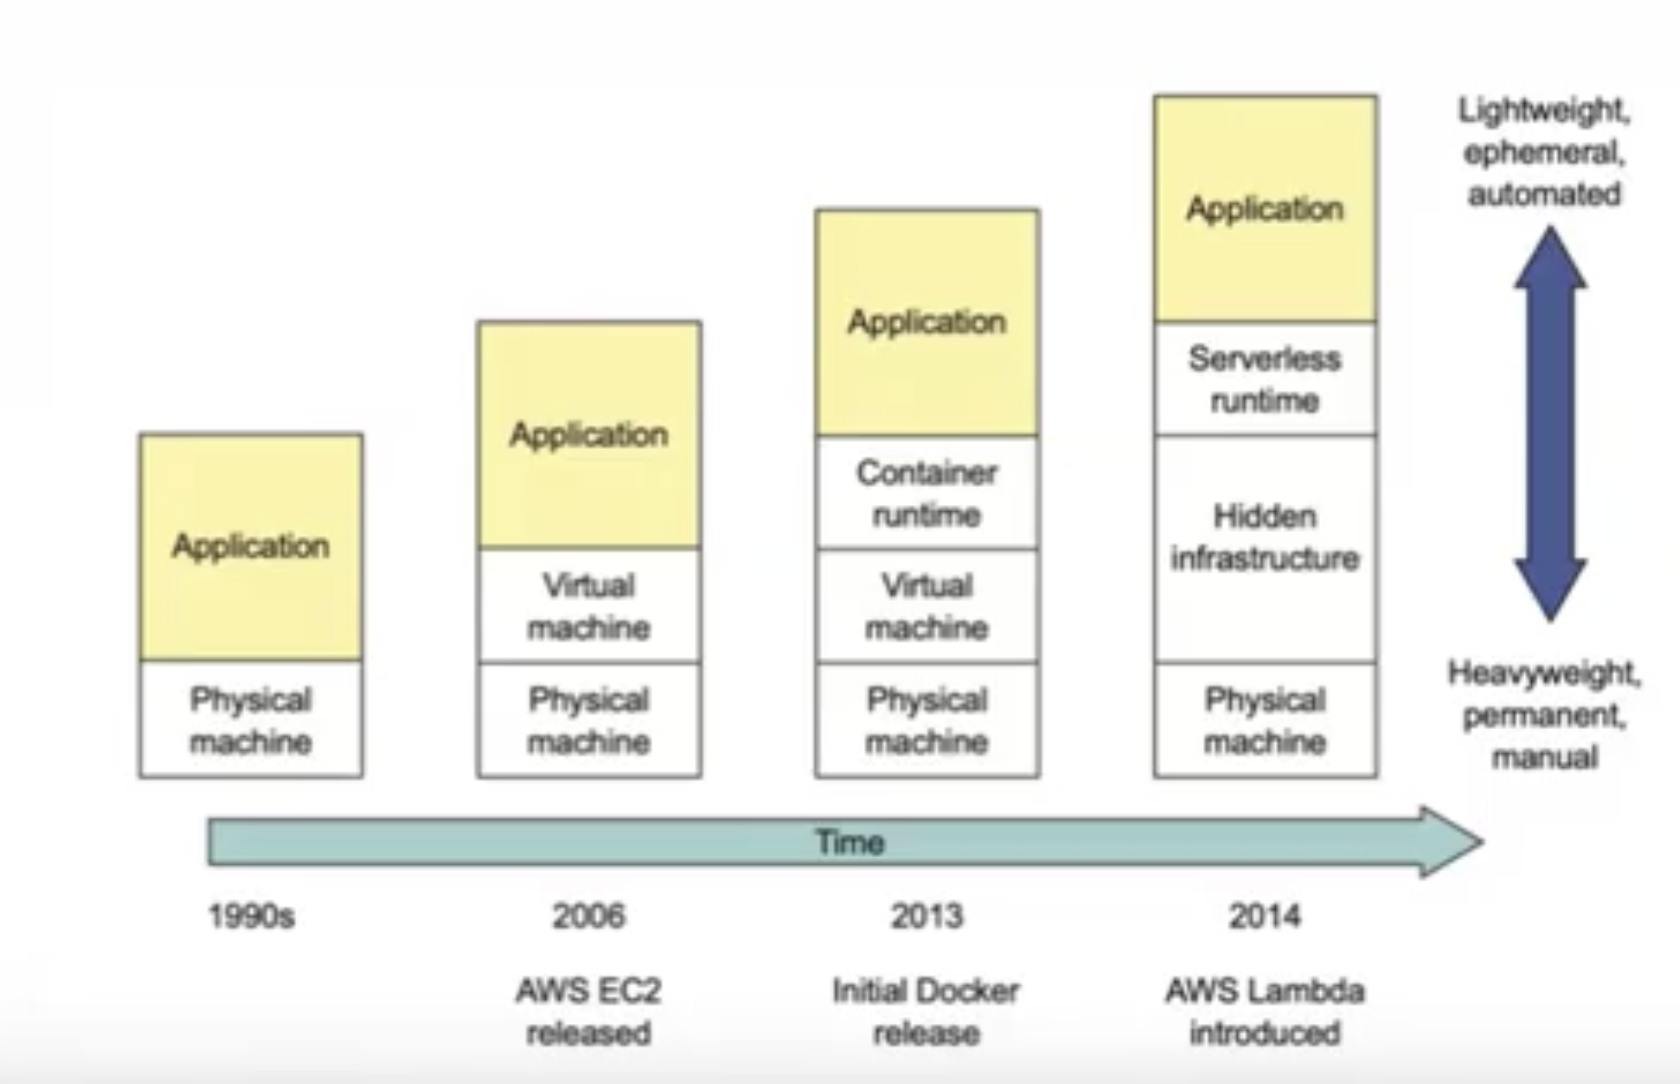 Application
Physical
machine
Application
Virtual
machine
Physical
machine
Application
Container
runtime
Virtual
machine
Physical
machine
Application
Serverless
runtime
Hidden
infrastructure
Physical
machine
Lightweight,
ephemeral,
automated
Heavyweight,
permanent,
manual
Time
1990s
2006
2013
2014
AWS EC2
released
Initial Docker
release
AWS Lambda
introduced